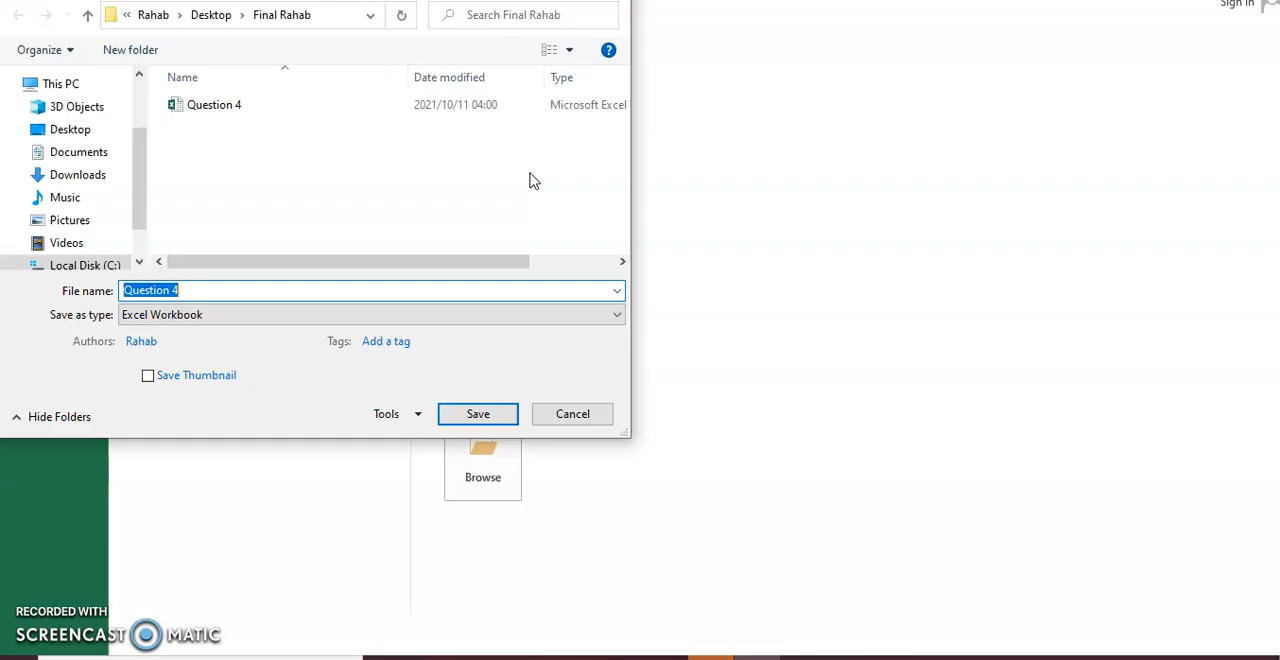 « Rahab > Desktop > Final Rahab
Search Final Rahab
Sign in
Organize
New folder
?
This PC
3D Objects
Desktop
Documents
Downloads
Music
Pictures
Videos
Local Disk (C:)
Name
Date modified
Type
Question 4
2021/10/11 04:00
Microsoft Excel
File name: Question 4
Save as type: Excel Workbook
Authors: Rahab
Tags: Add a tag
Save Thumbnail
Hide Folders
Tools
Save
Cancel
Browse
RECORDED WITH
SCREENCAST MATIC